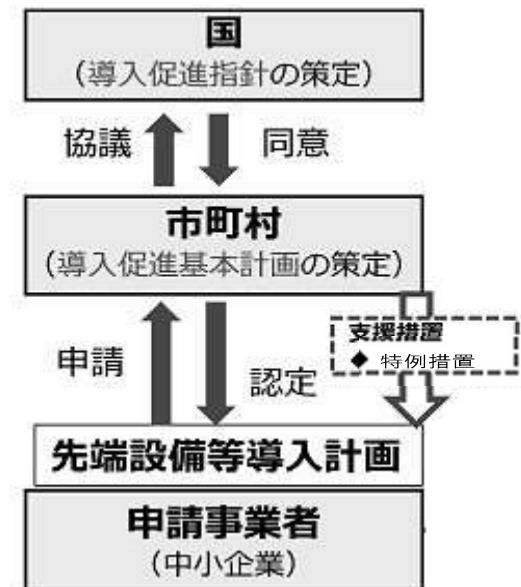 国
（導入促進指針の策定）
協議
同意
市町村
（導入促進基本計画の策定）
申請
認定
支援措置
◆ 特例措置
先端設備等導入計画
申請事業者
（中小企業）